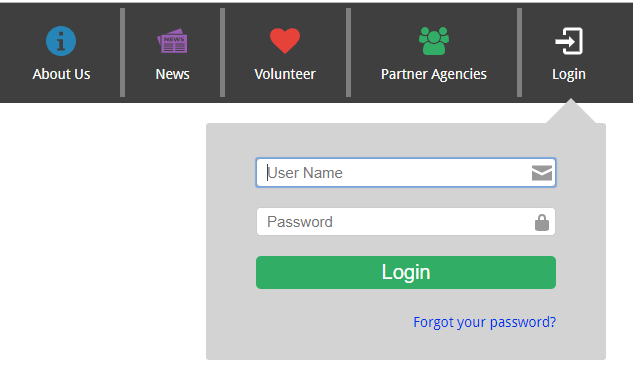 NEWS
About Us
News
Volunteer
Partner Agencies
Login
User Name
Password
Login
Forgot your password?